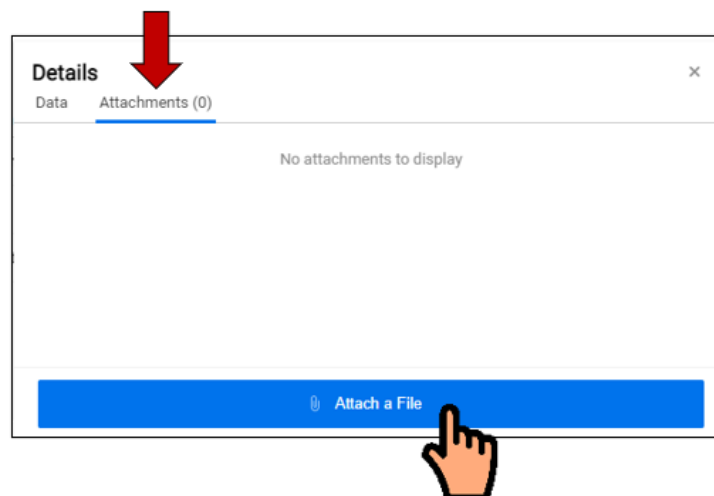 Details
Data Attachments (0)
No attachments to display
Attach a File